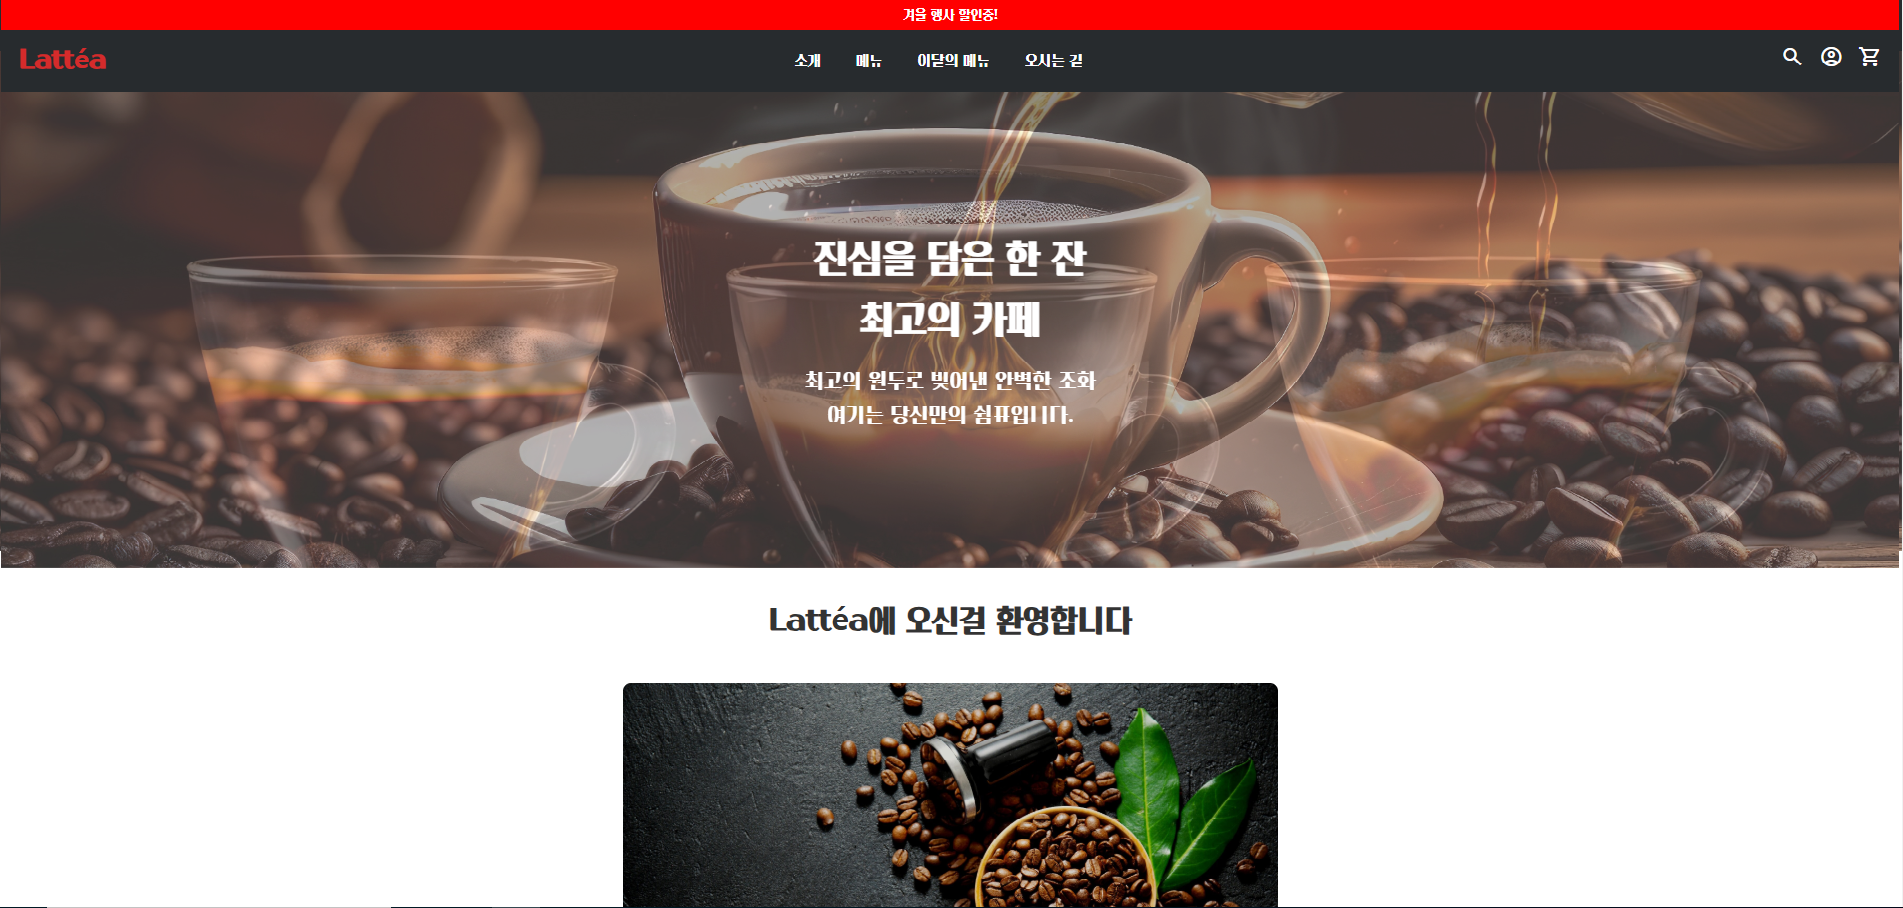 겨울 행사 할인중!
Lattéa
소개 메뉴 이달의 메뉴 오시는 길
진심을 담은 한 잔
최고의 카페
최고의 원두로 빚어낸 완벽한 조화
여기는 당신만의 쉼표입니다.
Lattéa에 오신걸 환영합니다